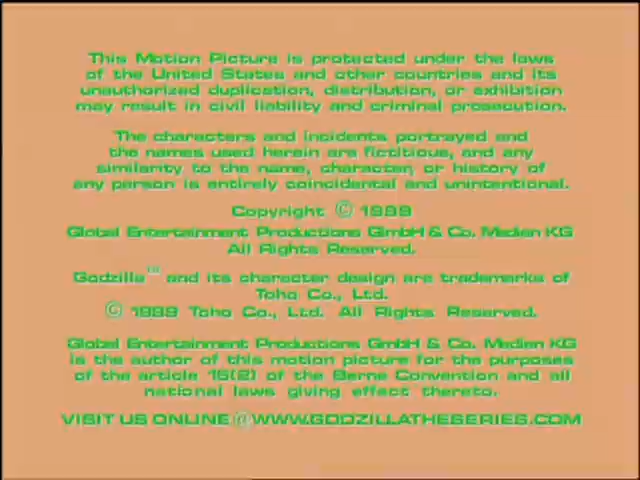 This Motion Picture is protected under the laws
of the United States and other countries and its
unauthorized duplication, distribution, or exhibition
may result in civil liability and criminal prosecution.
The characters and incidents portrayed and
the names used herein are fictitious, and any
similarity to the name, character, or history of
any person is entirely coincidental and unintentional.
Copyright © 1999
Global Entertainment Productions GmbH & Co. Medien KG
All Rights Reserved.
Godzilla™ and its character design are trademarks of
Toho Co., Ltd.
© 1999 Toho Co., Ltd. All Rights Reserved.
Global Entertainment Productions GmbH & Co. Medien KG
is the author of this motion picture for the purposes
of the article 15(2) of the Berne Convention and all
national laws giving effect thereto.
VISIT US ONLINE @ WWW.GODZILLATHESERIES.COM